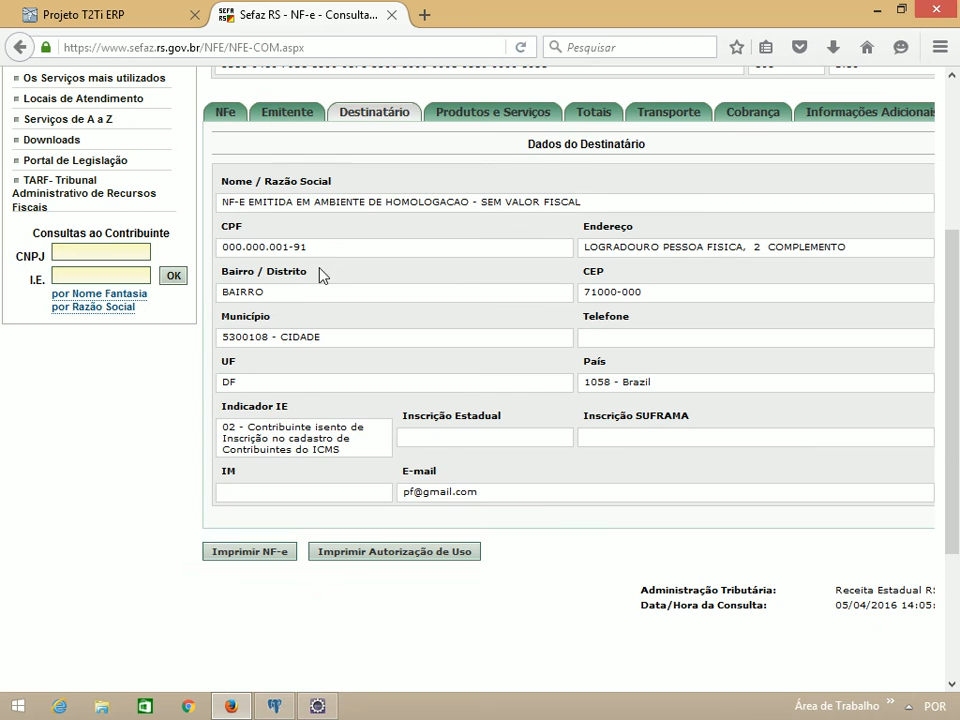 Projeto T2Ti ERP
SEFA RS
Sefaz RS - NF-e - Consulta...
https://www.sefaz.rs.gov.br/NFE/NFE-COM.aspx
Pesquisar
Os Serviços mais utilizados
Locais de Atendimento
Serviços de A a Z
Downloads
Portal de Legislação
TARF- Tribunal
Administrativo de Recursos
Fiscais
Consultas ao Contribuinte
CNPJ
I.E.
OK
por Nome Fantasia
por Razão Social
NFe
Emitente
Destinatário
Produtos e Serviços
Totais
Transporte
Cobrança
Informações Adicionai
Dados do Destinatário
Nome / Razão Social
NF-E EMITIDA EM AMBIENTE DE HOMOLOGACAO - SEM VALOR FISCAL
CPF
Endereço
000.000.001-91
LOGRADOURO PESSOA FISICA, 2 COMPLEMENTO
Bairro / Distrito
CEP
BAIRRO
71000-000
Município
Telefone
5300108 - CIDADE
UF
País
DF
1058 - Brazil
Indicador IE
Inscrição Estadual
Inscrição SUFRAMA
02 - Contribuinte isento de
Inscrição no cadastro de
Contribuintes do ICMS
IM
E-mail
pf@gmail.com
Imprimir NF-e
Imprimir Autorização de Uso
Administração Tributária:
Receita Estadual RS
Data/Hora da Consulta:
05/04/2016 14:05:
Área de Trabalho
POR